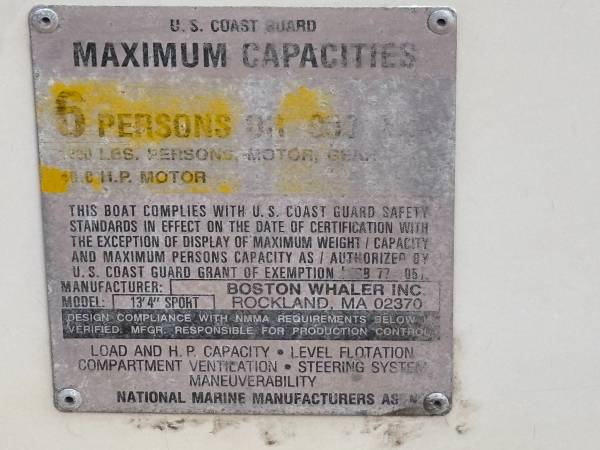 U. S. COAST GUARD
MAXIMUM CAPACITIES
6 PERSONS OR
LBS. PERSONS, MOTOR, GEAR
H.P. MOTOR
THIS BOAT COMPLIES WITH U. S. COAST GUARD SAFETY
STANDARDS IN EFFECT ON THE DATE OF CERTIFICATION WITH
THE EXCEPTION OF DISPLAY OF MAXIMUM WEIGHT / CAPACITY
AND MAXIMUM PERSONS CAPACITY AS / AUTHORIZED BY
U. S. COAST GUARD GRANT OF EXEMPTION
MANUFACTURER: BOSTON WHALER INC.
MODEL: 13'4" SPORT ROCKLAND, MA 02370
DESIGN COMPLIANCE WITH NMMA REQUIREMENTS BELOW
VERIFIED. MFGR. RESPONSIBLE FOR PRODUCTION CONTROL
LOAD AND H. P. CAPACITY • LEVEL FLOTATION
COMPARTMENT VENTILATION • STEERING SYSTEM
MANEUVERABILITY
NATIONAL MARINE MANUFACTURERS